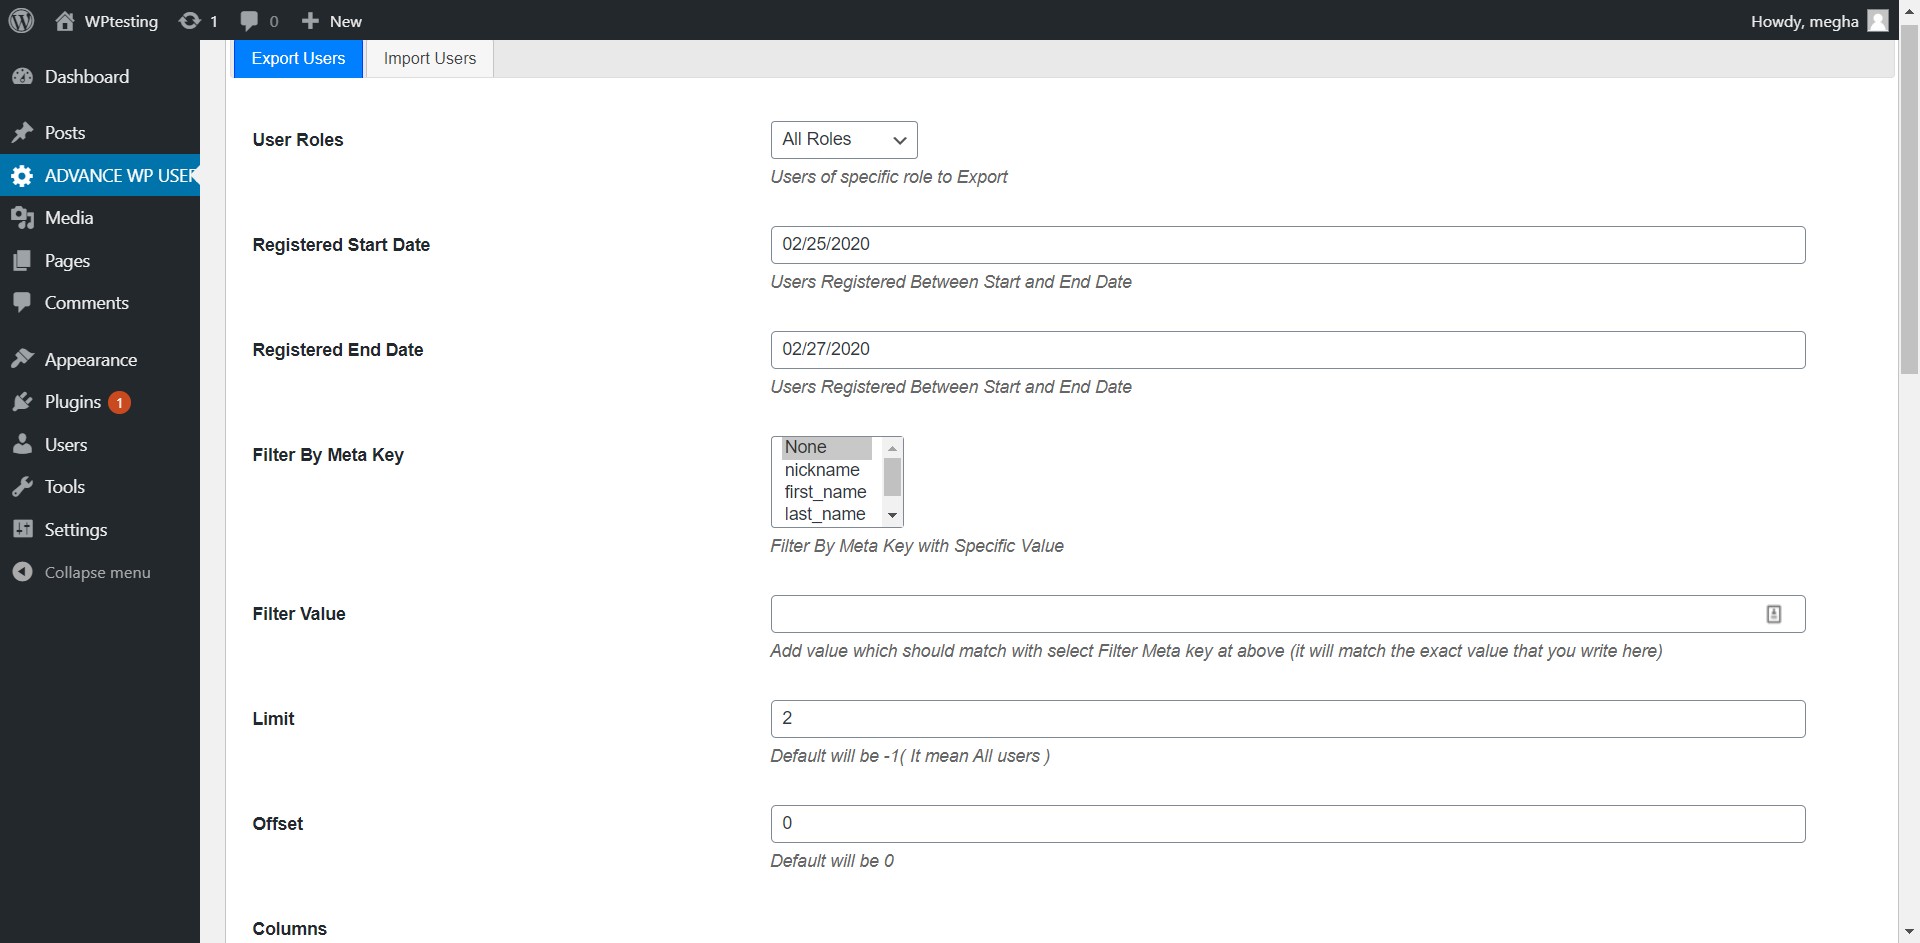 WPtesting 1 0 New Howdy, megha
Dashboard
Posts
ADVANCE WP USER
Media
Pages
Comments
Appearance
Plugins 1
Users
Tools
Settings
Collapse menu
Export Users Import Users
User Roles All Roles
Users of specific role to Export
Registered Start Date 02/25/2020
Users Registered Between Start and End Date
Registered End Date 02/27/2020
Users Registered Between Start and End Date
Filter By Meta Key
None
nickname
first_name
last_name
Filter By Meta Key with Specific Value
Filter Value
Add value which should match with select Filter Meta key at above (it will match the exact value that you write here)
Limit 2
Default will be -1( It mean All users )
Offset 0
Default will be 0
Columns